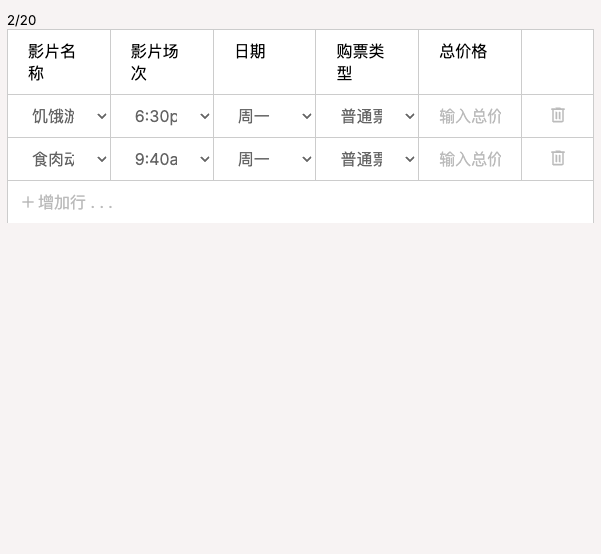 2/20
影片名称 影片场次 日期 购票类型 总价格
饥饿 6:30p 周一 普通票 输入总价
食肉动 9:40a 周一 普通票 输入总价
+ 增加行 . . .